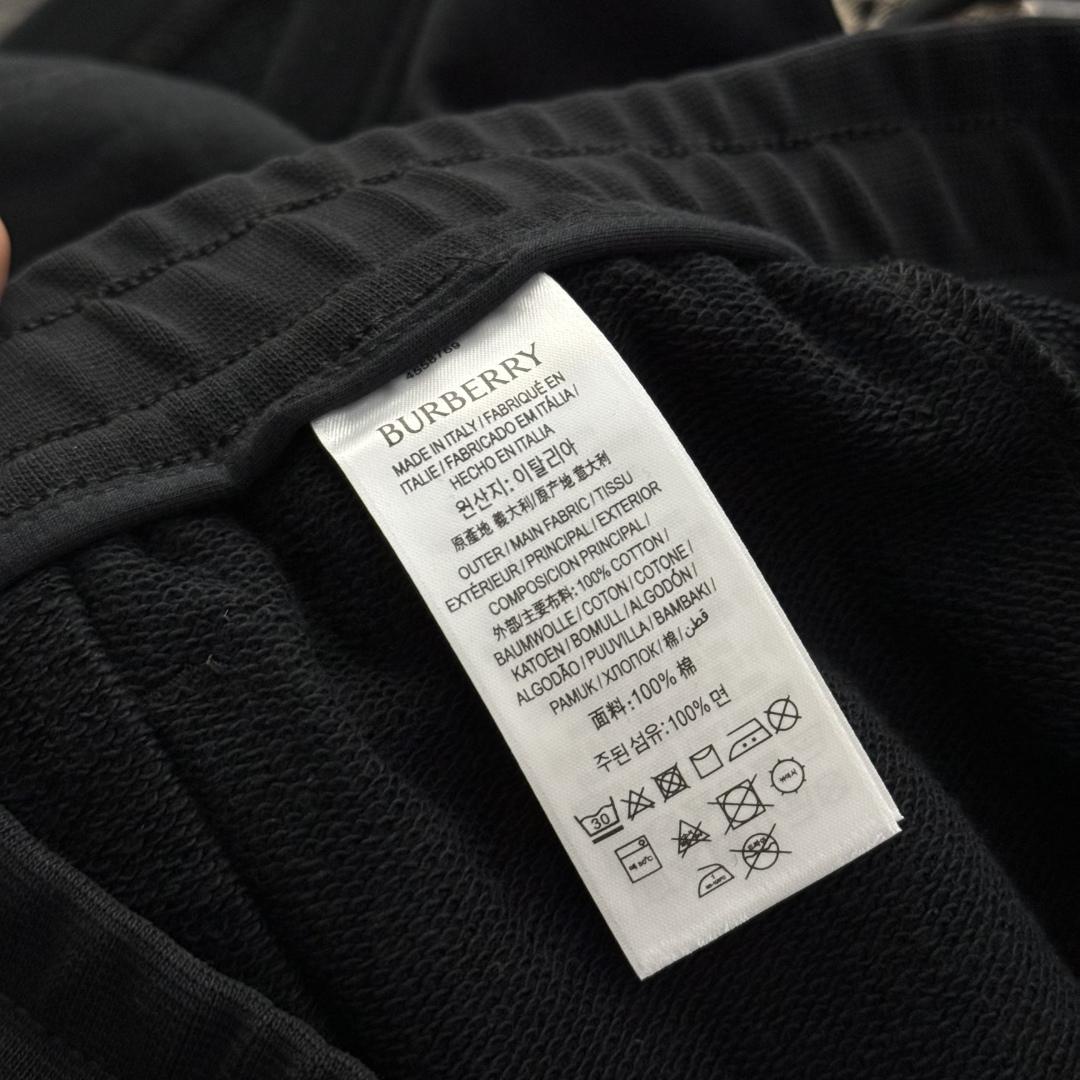 BURBERRY
MADE IN ITALY / FABRIQUÉ EN
ITALIE / FABRICADO EM ITÁLIA /
HECHO EN ITALIA
원산지: 이탈리아
原產地 義大利/原产地 意大利
OUTER / MAIN FABRIC / TISSU
EXTÉRIEUR / PRINCIPAL / EXTERIOR
COMPOSICION PRINCIPAL /
外部/主要布料: 100% COTTON /
BAUMWOLLE / COTON / COTONE /
KATOEN / BOMULL / ALGODÓN /
ALGODÃO / PUUVILLA / BAMBAKI /
PAMUK / ХЛОПОК / 棉 / قطن
面料:100% 棉
주된 섬유:100% 면
30